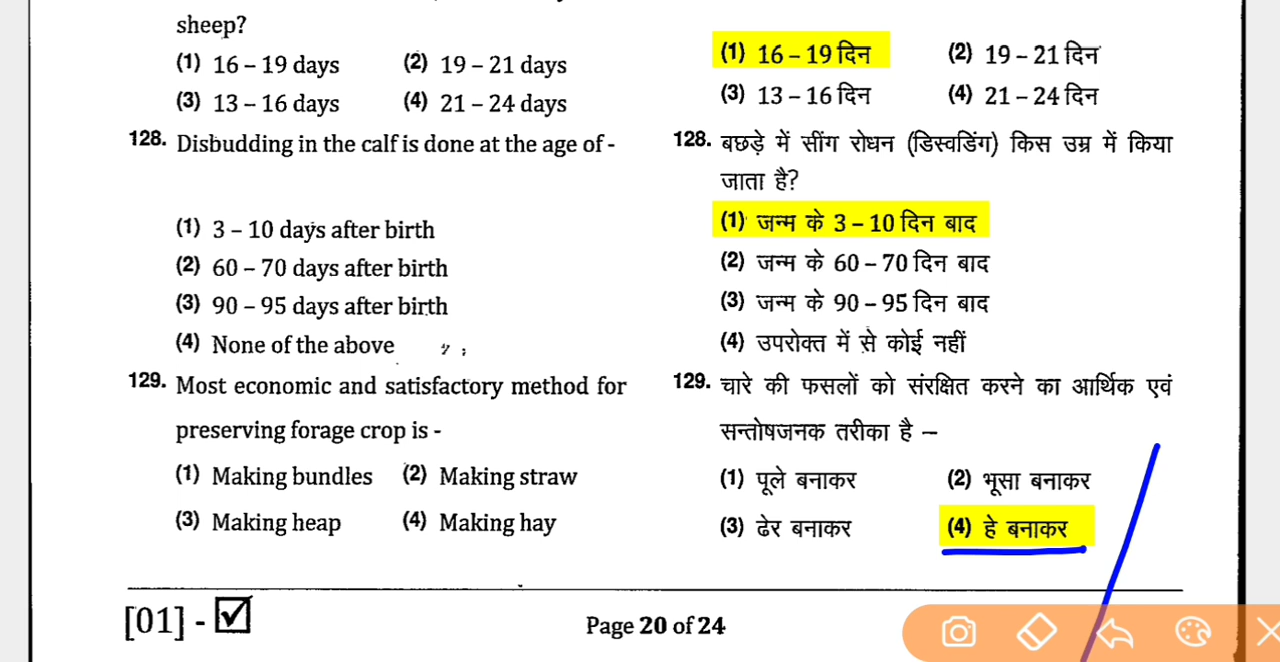 sheep?
(1) 16 – 19 days (2) 19 – 21 days
(3) 13 – 16 days (4) 21 – 24 days
128. Disbudding in the calf is done at the age of -
(1) 3 – 10 days after birth
(2) 60 – 70 days after birth
(3) 90 – 95 days after birth
(4) None of the above
129. Most economic and satisfactory method for
preserving forage crop is -
(1) Making bundles (2) Making straw
(3) Making heap (4) Making hay
(1) 16 – 19 दिन (2) 19 – 21 दिन
(3) 13 – 16 दिन (4) 21 – 24 दिन
128. बछड़े में सींग रोधन (डिस्वडिंग) किस उम्र में किया
जाता है?
(1) जन्म के 3 – 10 दिन बाद
(2) जन्म के 60 – 70 दिन बाद
(3) जन्म के 90 – 95 दिन बाद
(4) उपरोक्त में से कोई नहीं
129. चारे की फसलों को संरक्षित करने का आर्थिक एवं
सन्तोषजनक तरीका है –
(1) पूले बनाकर (2) भूसा बनाकर
(3) ढेर बनाकर (4) हे बनाकर
[01] - ☑ Page 20 of 24